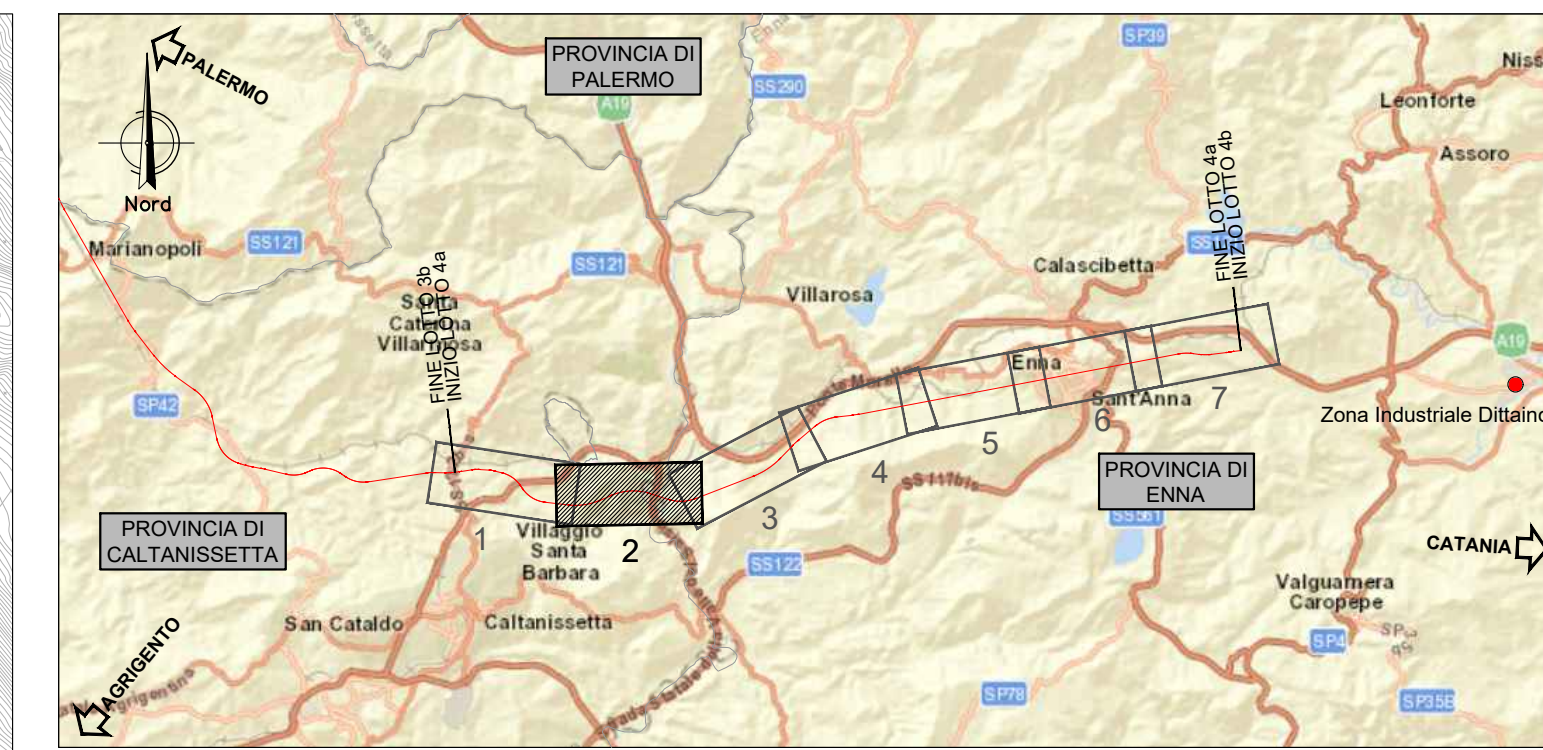 PALERMO
Nord
PROVINCIA DI
PALERMO
A19
SS290
SP39
Leonforte
Assoro
Marianopoli
SS121
SS121
Santa
Caterina
Villarmosa
FINE LOTTO 3b
INIZIO LOTTO 4a
Villarosa
Calascibetta
FINE LOTTO 4a
INIZIO LOTTO 4b
A19
SP42
Enna
Sant'Anna
Zona Industriale Dittaino
1
2
3
4
5
6
7
SS117bis
PROVINCIA DI
CALTANISSETTA
Villaggio
Santa
Barbara
PROVINCIA DI
ENNA
SS561
SS122
CATANIA
Valguarnera
Caropepe
San Cataldo
Caltanissetta
SP4
AGRIGENTO
SP78
SP35B